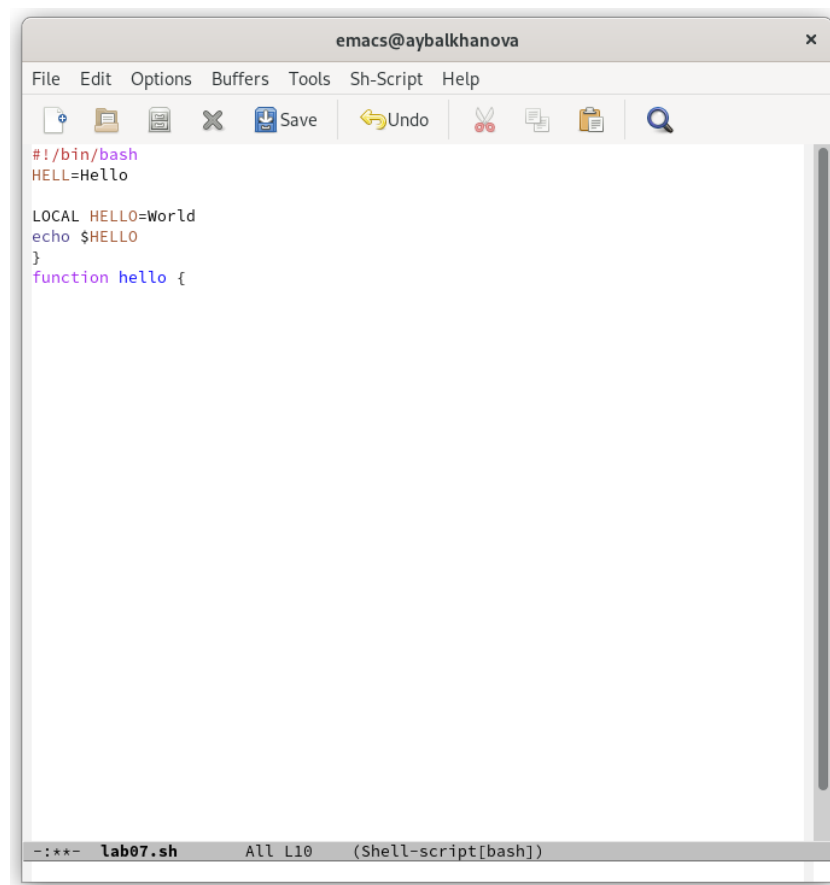 emacs@aybalkhanova ×
File Edit Options Buffers Tools Sh-Script Help
Save Undo
#!/bin/bash
HELL=Hello
LOCAL HELLO=World
echo $HELLO
}
function hello {
-:**- lab07.sh All L10 (Shell-script[bash])